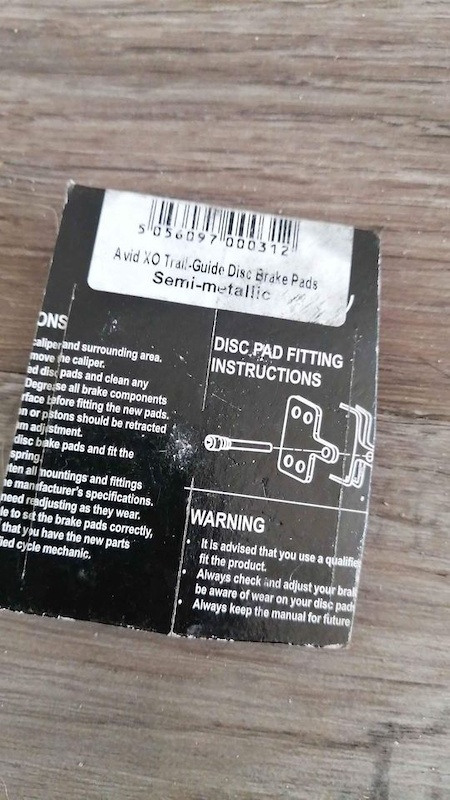 5 056097 000312
Avid XO Trail-Guide Disc Brake Pads
Semi-metallic
ONS
caliper and surrounding area.
move the caliper.
ed disc pads and clean any
Degrease all brake components
rface before fitting the new pads.
n or pistons should be retracted
m adjustment.
disc brake pads and fit the
spring.
ten all mountings and fittings
e manufacturer's specifications.
need readjusting as they wear.
le to set the brake pads correctly,
that you have the new parts
fied cycle mechanic.
DISC PAD FITTING
INSTRUCTIONS
WARNING
• It is advised that you use a qualifie
fit the product.
• Always check and adjust your brak
be aware of wear on your disc pads
• Always keep the manual for future